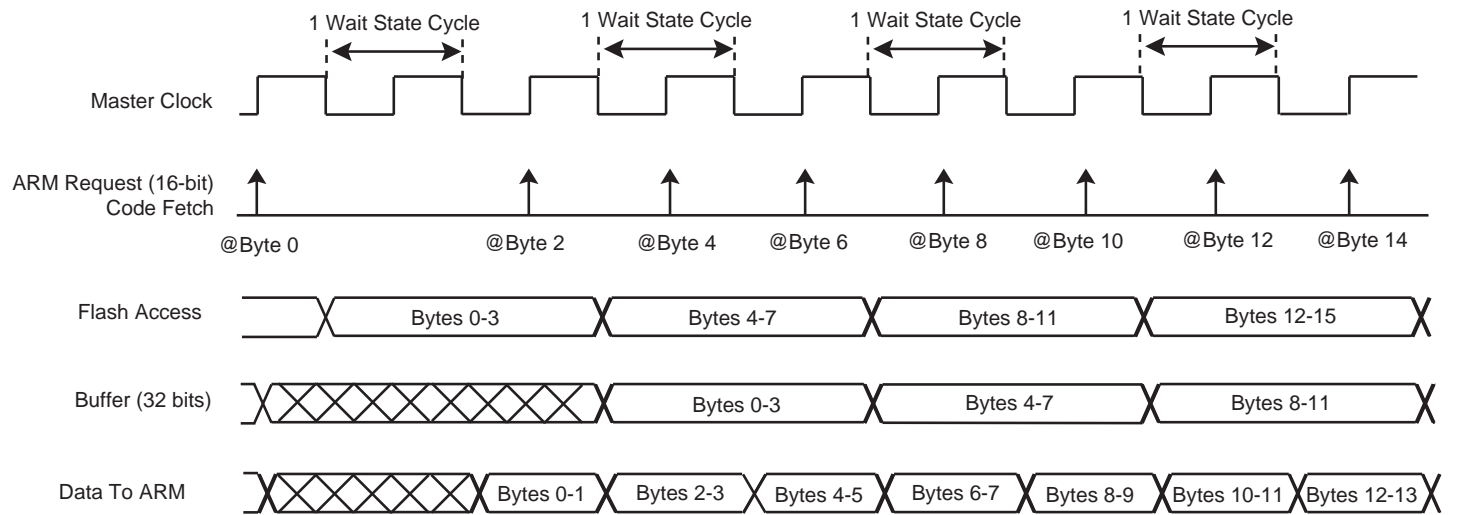 1 Wait State Cycle 1 Wait State Cycle 1 Wait State Cycle 1 Wait State Cycle
Master Clock
ARM Request (16-bit)
Code Fetch
@Byte 0 @Byte 2 @Byte 4 @Byte 6 @Byte 8 @Byte 10 @Byte 12 @Byte 14
Flash Access Bytes 0-3 Bytes 4-7 Bytes 8-11 Bytes 12-15
Buffer (32 bits) Bytes 0-3 Bytes 4-7 Bytes 8-11
Data To ARM Bytes 0-1 Bytes 2-3 Bytes 4-5 Bytes 6-7 Bytes 8-9 Bytes 10-11 Bytes 12-13